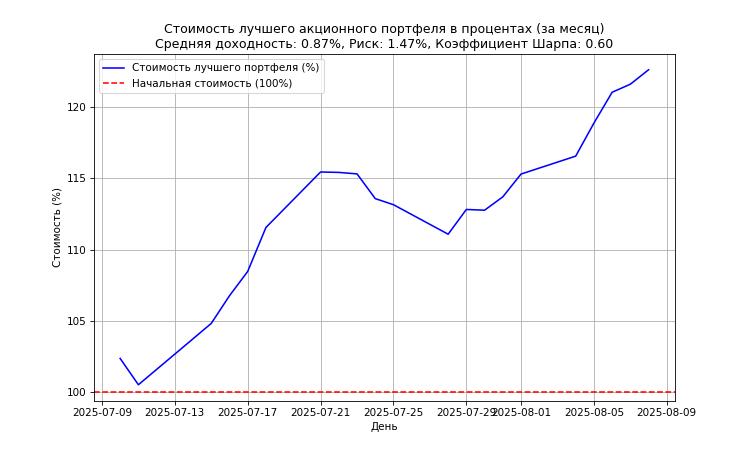 Стоимость лучшего акционного портфеля в процентах (за месяц)
Средняя доходность: 0.87%, Риск: 1.47%, Коэффициент Шарпа: 0.60
Стоимость лучшего портфеля (%)
Начальная стоимость (100%)
Стоимость (%)
120
115
110
105
100
2025-07-09 2025-07-13 2025-07-17 2025-07-21 2025-07-25 2025-07-29 2025-08-01 2025-08-05 2025-08-09
День